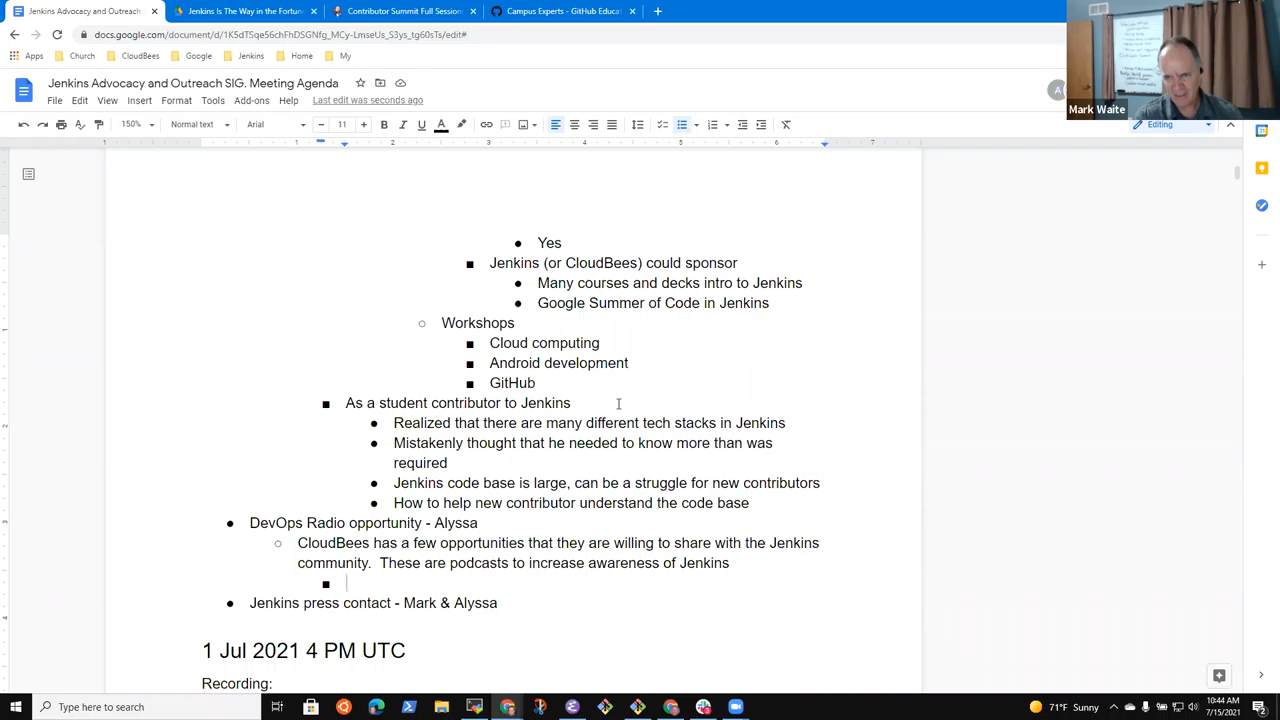 Jenkins Advocacy and Outreach
Jenkins Is The Way in the Fortun
Contributor Summit Full Session
Campus Experts - GitHub Educat
Apps
Church
CloudBees
Google
Jenkins
Home
My
Jenkins Advocacy and Outreach SIG. Meeting Agenda
File Edit View Insert Format Tools Add-ons Help Last edit was seconds ago
150% Normal text Arial 11
Editing
Mark Waite
Yes
Jenkins (or CloudBees) could sponsor
Many courses and decks intro to Jenkins
Google Summer of Code in Jenkins
Workshops
Cloud computing
Android development
GitHub
As a student contributor to Jenkins
Realized that there are many different tech stacks in Jenkins
Mistakenly thought that he needed to know more than was
required
Jenkins code base is large, can be a struggle for new contributors
How to help new contributor understand the code base
DevOps Radio opportunity - Alyssa
CloudBees has a few opportunities that they are willing to share with the Jenkins
community. These are podcasts to increase awareness of Jenkins
Jenkins press contact - Mark & Alyssa
1 Jul 2021 4 PM UTC
Recording:
Type here to search
71°F Sunny
10:44 AM
7/15/2021